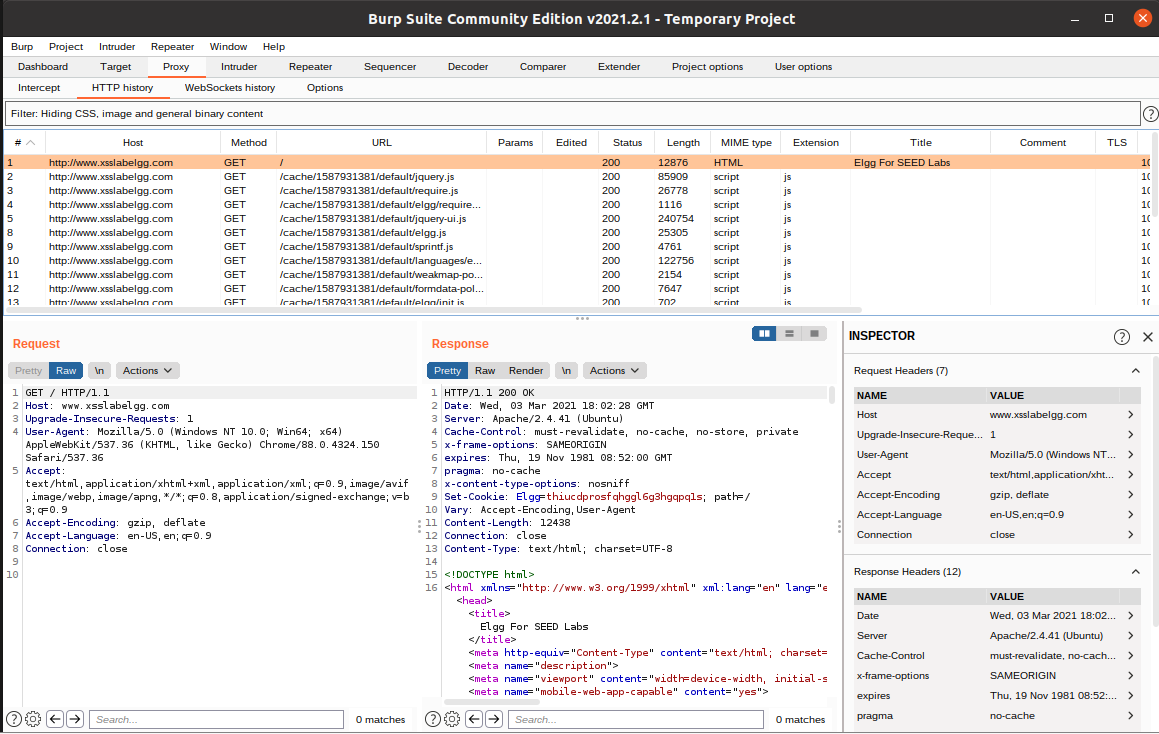 Burp Suite Community Edition v2021.2.1 - Temporary Project
Burp Project Intruder Repeater Window Help
Dashboard Target Proxy Intruder Repeater Sequencer Decoder Comparer Extender Project options User options
Intercept HTTP history WebSockets history Options
Filter: Hiding CSS, image and general binary content
# Host Method URL Params Edited Status Length MIME type Extension Title Comment TLS
1 http://www.xsslabelgg.com GET / 200 12876 HTML Elgg For SEED Labs 10
2 http://www.xsslabelgg.com GET /cache/1587931381/default/jquery.js 200 85909 script js 10
3 http://www.xsslabelgg.com GET /cache/1587931381/default/require.js 200 26778 script js 10
4 http://www.xsslabelgg.com GET /cache/1587931381/default/elgg/require... 200 1116 script js 10
5 http://www.xsslabelgg.com GET /cache/1587931381/default/jquery-ui.js 200 240754 script js 10
8 http://www.xsslabelgg.com GET /cache/1587931381/default/elgg.js 200 25305 script js 10
9 http://www.xsslabelgg.com GET /cache/1587931381/default/sprintf.js 200 4761 script js 10
10 http://www.xsslabelgg.com GET /cache/1587931381/default/languages/e... 200 122756 script js 10
11 http://www.xsslabelgg.com GET /cache/1587931381/default/weakmap-po... 200 2154 script js 10
12 http://www.xsslabelgg.com GET /cache/1587931381/default/formdata-pol... 200 7647 script js 10
13 http://www.xsslabelgg.com GET /cache/1587931381/default/elgg/init.js 200 702 script js 10
Request
Pretty Raw \n Actions
1 GET / HTTP/1.1
2 Host: www.xsslabelgg.com
3 Upgrade-Insecure-Requests: 1
4 User-Agent: Mozilla/5.0 (Windows NT 10.0; Win64; x64)
AppleWebKit/537.36 (KHTML, like Gecko) Chrome/88.0.4324.150
Safari/537.36
5 Accept:
text/html,application/xhtml+xml,application/xml;q=0.9,image/avif
,image/webp,image/apng,*/*;q=0.8,application/signed-exchange;v=b
3;q=0.9
6 Accept-Encoding: gzip, deflate
7 Accept-Language: en-US,en;q=0.9
8 Connection: close
9
10
Search... 0 matches
Response
Pretty Raw Render \n Actions
1 HTTP/1.1 200 OK
2 Date: Wed, 03 Mar 2021 18:02:28 GMT
3 Server: Apache/2.4.41 (Ubuntu)
4 Cache-Control: must-revalidate, no-cache, no-store, private
5 x-frame-options: SAMEORIGIN
6 expires: Thu, 19 Nov 1981 08:52:00 GMT
7 pragma: no-cache
8 x-content-type-options: nosniff
9 Set-Cookie: Elgg=thiucdprosfqhggl6g3hgqpq1s; path=/
10 Vary: Accept-Encoding,User-Agent
11 Content-Length: 12438
12 Connection: close
13 Content-Type: text/html; charset=UTF-8
14
15 <!DOCTYPE html>
16 <html xmlns="http://www.w3.org/1999/xhtml" xml:lang="en" lang="e
<head>
<title>
Elgg For SEED Labs
</title>
<meta http-equiv="Content-Type" content="text/html; charset=
<meta name="description">
<meta name="viewport" content="width=device-width, initial-s
<meta name="mobile-web-app-capable" content="yes">
Search... 0 matches
INSPECTOR
Request Headers (7)
NAME VALUE
Host www.xsslabelgg.com
Upgrade-Insecure-Reque... 1
User-Agent Mozilla/5.0 (Windows NT...
Accept text/html,application/xht...
Accept-Encoding gzip, deflate
Accept-Language en-US,en;q=0.9
Connection close
Response Headers (12)
NAME VALUE
Date Wed, 03 Mar 2021 18:02...
Server Apache/2.4.41 (Ubuntu)
Cache-Control must-revalidate, no-cach...
x-frame-options SAMEORIGIN
expires Thu, 19 Nov 1981 08:52:...
pragma no-cache